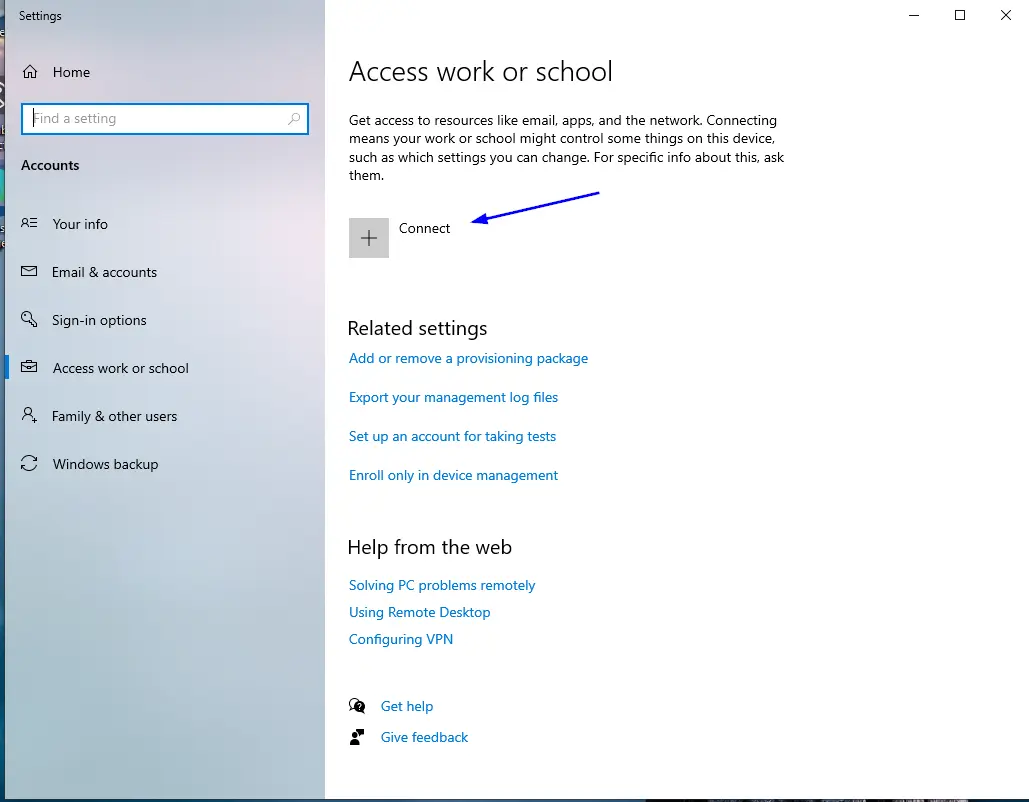 Settings
Home
Find a setting
Accounts
Your info
Email & accounts
Sign-in options
Access work or school
Family & other users
Windows backup
Access work or school
Get access to resources like email, apps, and the network. Connecting
means your work or school might control some things on this device,
such as which settings you can change. For specific info about this, ask
them.
Connect
Related settings
Add or remove a provisioning package
Export your management log files
Set up an account for taking tests
Enroll only in device management
Help from the web
Solving PC problems remotely
Using Remote Desktop
Configuring VPN
Get help
Give feedback